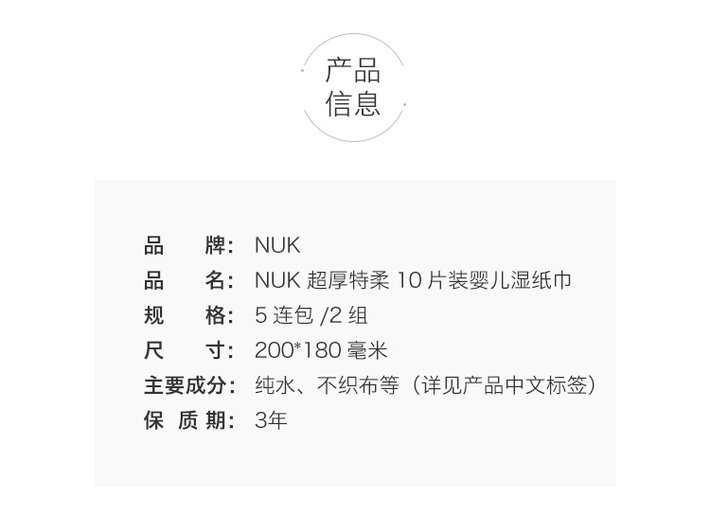 产品
信息
品 牌： NUK
品 名： NUK 超厚特柔 10 片装婴儿湿纸巾
规 格： 5 连包 /2 组
尺 寸： 200*180 毫米
主要成分： 纯水、不织布等（详见产品中文标签）
保 质 期： 3年